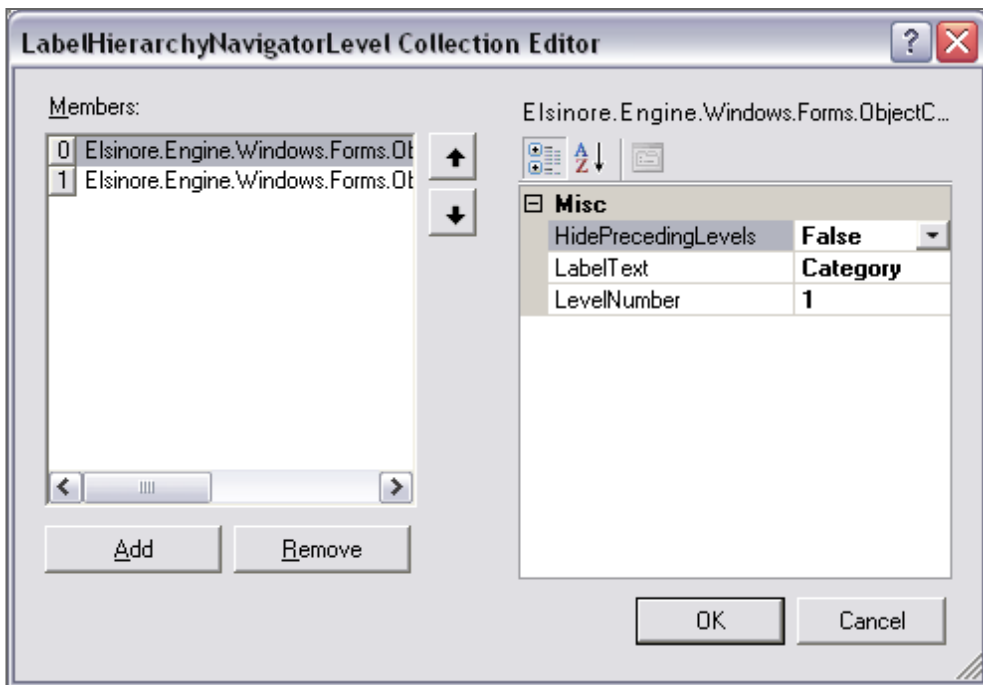 LabelHierarchyNavigatorLevel Collection Editor
Members:
0 Elsinore.Engine.Windows.Forms.Ob
1 Elsinore.Engine.Windows.Forms.Ob
Add
Remove
Elsinore.Engine.Windows.Forms.ObjectC...
Misc
HidePrecedingLevels False
LabelText Category
LevelNumber 1
OK
Cancel